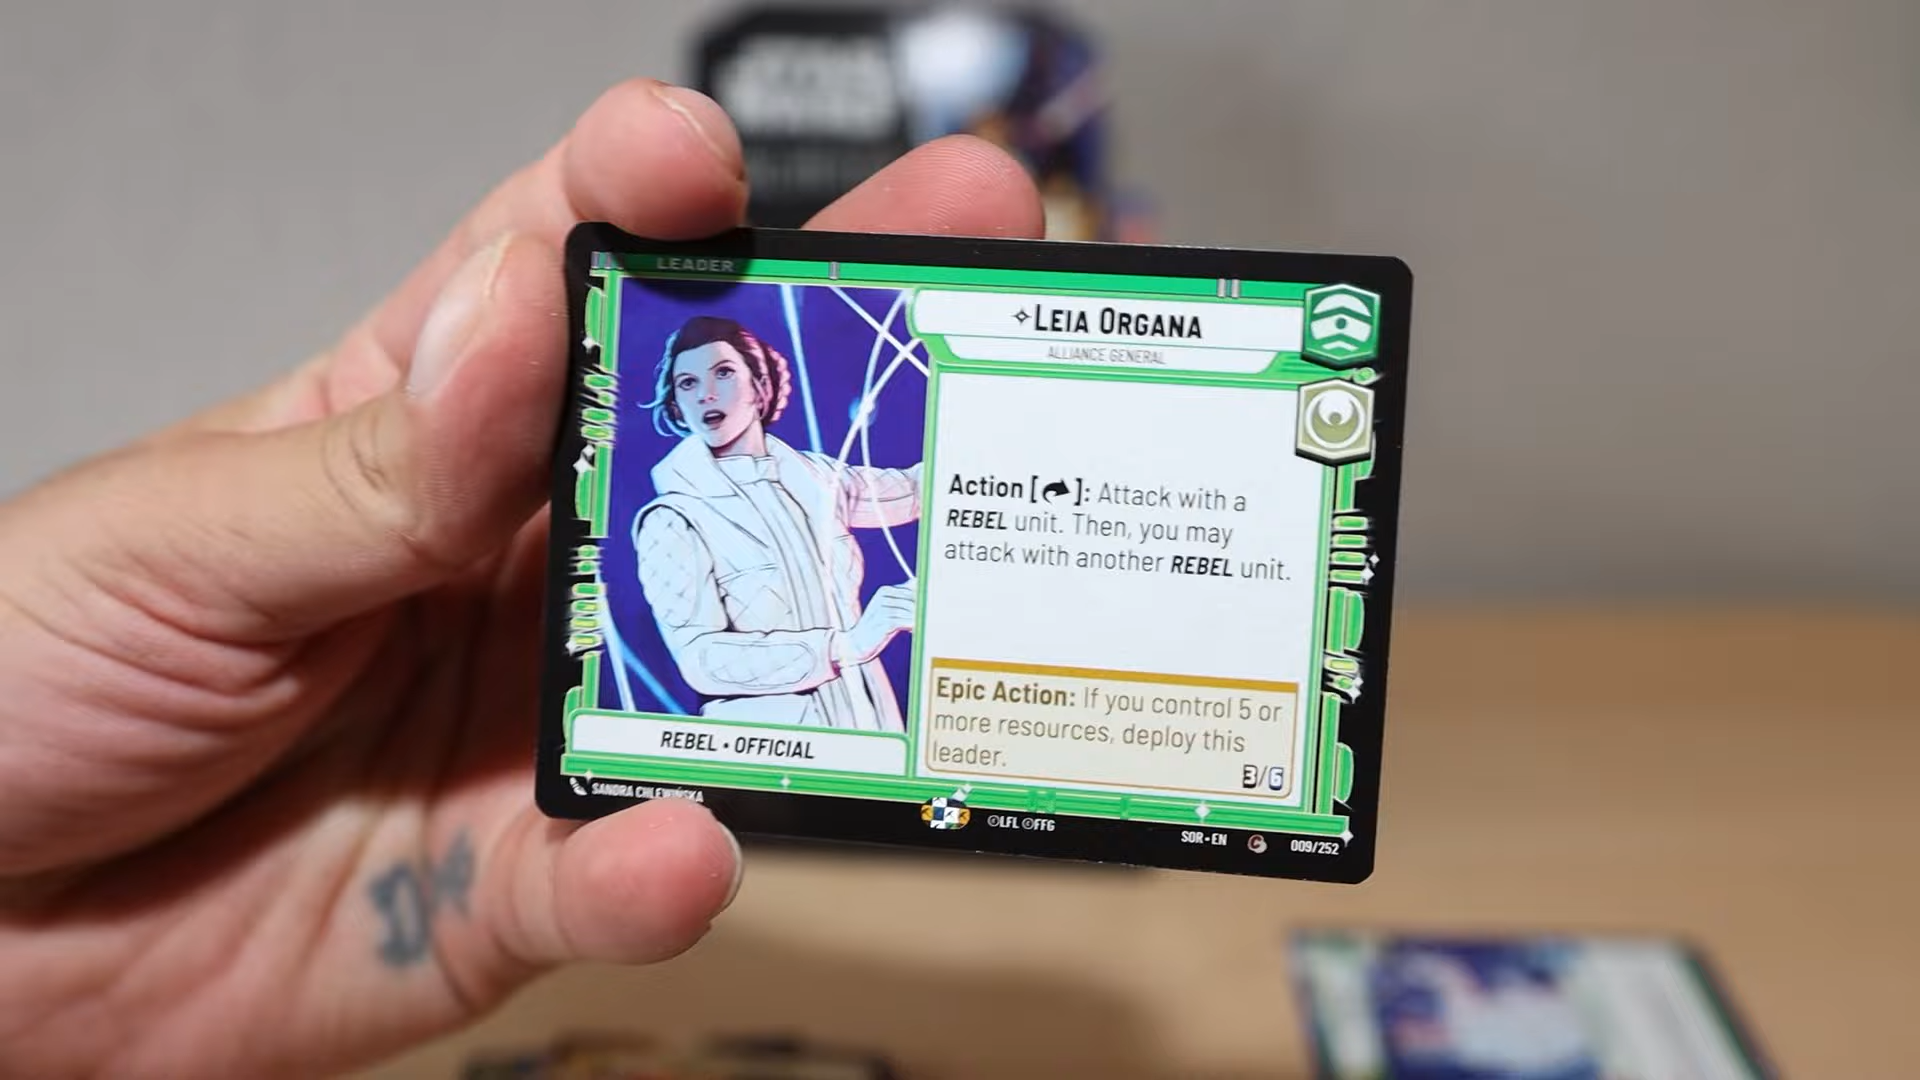 LEADER
LEIA ORGANA
ALLIANCE GENERAL
Action [ ]: Attack with a
REBEL unit. Then, you may
attack with another REBEL unit.
Epic Action: If you control 5 or
more resources, deploy this
leader.
3/6
REBEL • OFFICIAL
SANDRA CHLEWIŃSKA
©LFL ©FFG
SOR • EN
C
009/252